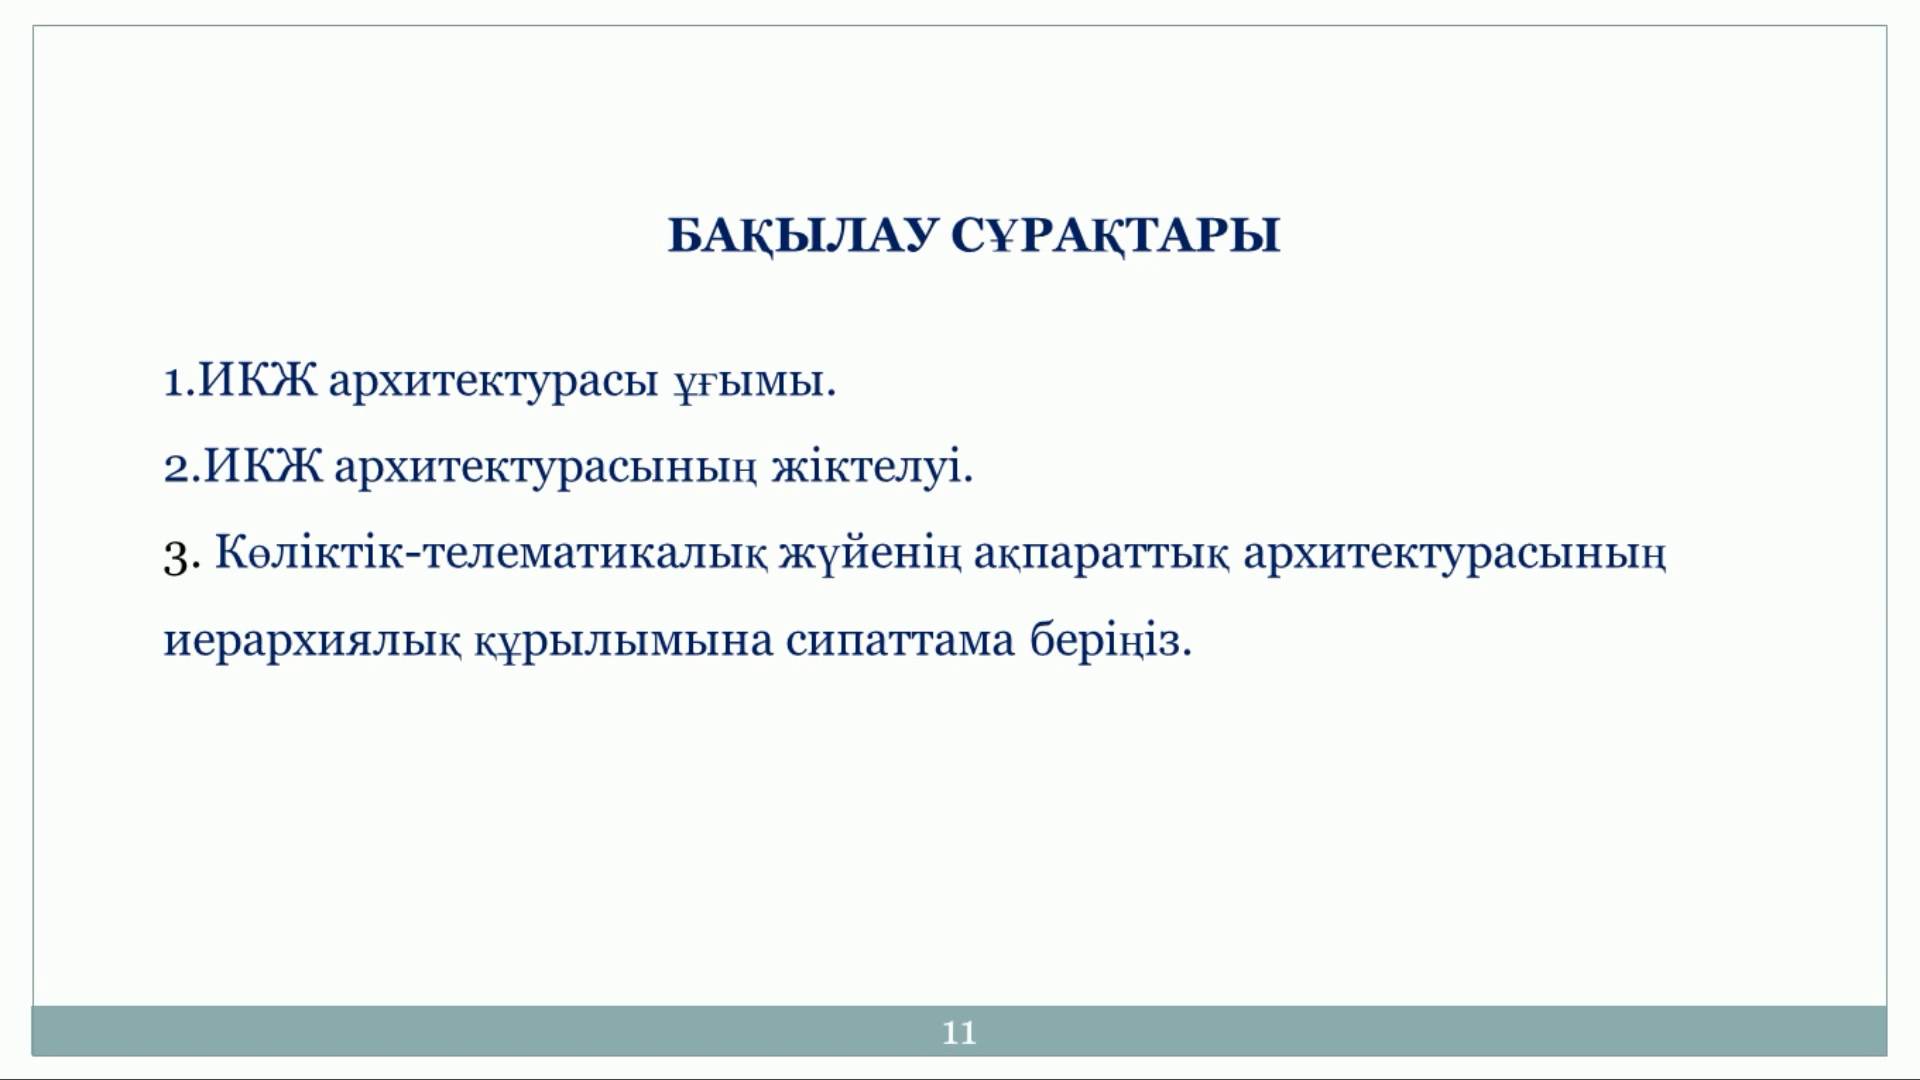 БАҚЫЛАУ СҰРАҚТАРЫ
1.ИКЖ архитектурасы ұғымы.
2.ИКЖ архитектурасының жіктелуі.
3. Көліктік-телематикалық жүйенің ақпараттық архитектурасының
иерархиялық құрылымына сипаттама беріңіз.
11